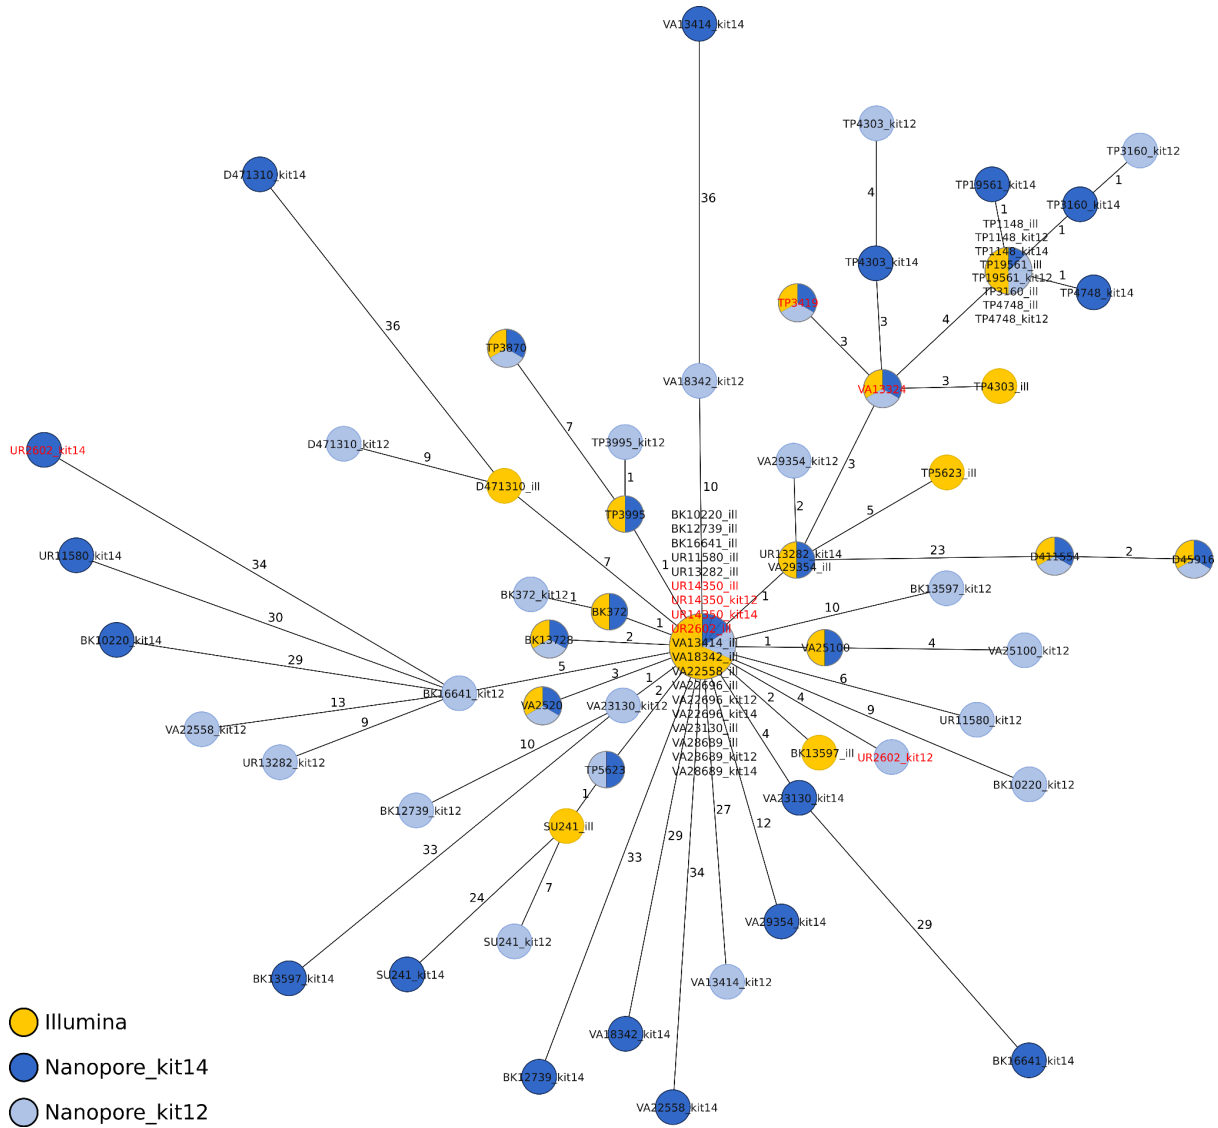 VA13414_kit14
TP4303_kit12
TP3160_kit12
D471310_kit14
TP19561_kit14
1
36
4
1
TP3160_kit14
TP1148_ill
1
TP1148_kit12
TP1148_kit14
TP4303_kit14
TP19561_ill
1
TP19561_kit12
TP3160_ill
TP4748_kit14
TP4748_ill
TP4748_kit12
TP3419
3
4
36
3
TP3870
VA18342_kit12
3
VA13324
3
TP4303_ill
7
D471310_kit12
TP3995_kit12
UR2602_kit14
9
VA29354_kit12
3
TP5623_ill
1
D471310_ill
10
2
5
TP3995
BK10220_ill
BK12739_ill
BK16641_ill
UR11580_kit14
UR11580_ill
UR13282_kit14
23
D411554
2
D45916
34
7
1
UR13282_ill
VA29354_ill
UR14350_ill
BK13597_kit12
BK372_kit12
1
UR14350_kit12
1
10
30
BK372
UR14350_kit14
1
UR2602_ill
BK10220_kit14
BK13728
2
VA13414_ill
1
VA25100
4
VA25100_kit12
29
VA18342_ill
5
3
1
VA22558_ill
6
BK16641_kit12
2
VA22696_ill
2
4
13
VA2520
VA23130_kit12
VA22696_kit12
9
VA22558_kit12
9
VA22696_kit14
UR11580_kit12
VA23130_ill
4
10
VA28689_ill
BK13597_ill
UR2602_kit12
UR13282_kit12
VA28689_kit12
TP5623
VA28689_kit14
BK10220_kit12
1
VA23130_kit14
BK12739_kit12
27
SU241_ill
12
29
33
33
34
7
24
VA29354_kit14
29
SU241_kit12
BK13597_kit14
SU241_kit14
VA13414_kit12
Illumina
VA18342_kit14
BK16641_kit14
Nanopore_kit14
BK12739_kit14
VA22558_kit14
Nanopore_kit12